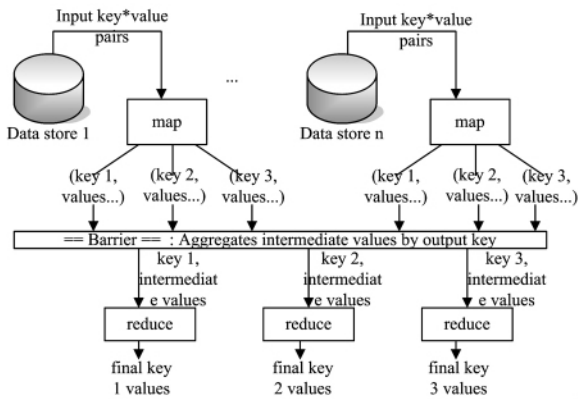 Input key*value
pairs
Input key*value
pairs
...
Data store 1
map
Data store n
map
(key 1,
values...)
(key 2,
values...)
(key 3,
values...)
(key 1,
values...)
(key 2,
values...)
(key 3,
values...)
== Barrier == : Aggregates intermediate values by output key
key 1,
intermediat
e values
key 2,
intermediat
e values
key 3,
intermediat
e values
reduce
reduce
reduce
final key
1 values
final key
2 values
final key
3 values